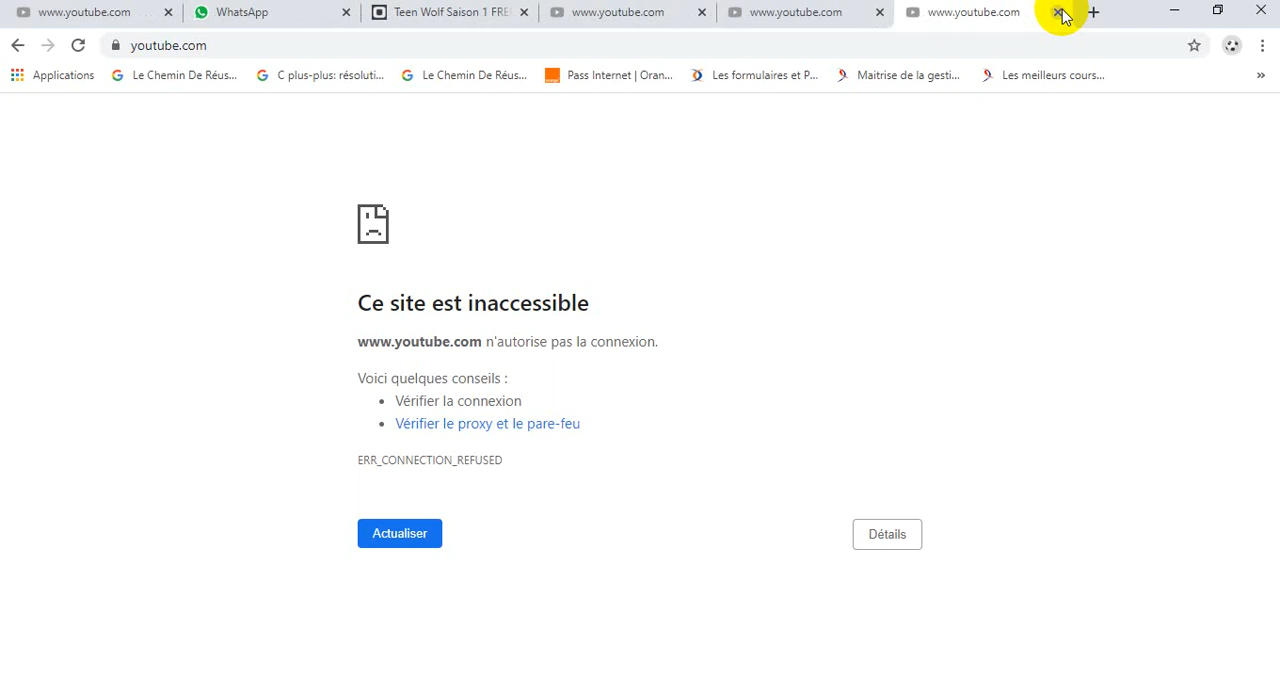 www.youtube.com WhatsApp Teen Wolf Saison 1 FRE www.youtube.com www.youtube.com www.youtube.com
youtube.com
Applications Le Chemin De Réus... C plus-plus: résoluti... Le Chemin De Réus... Pass Internet | Oran... Les formulaires et P... Maitrise de la gesti... Les meilleurs cours... »
Ce site est inaccessible
www.youtube.com n'autorise pas la connexion.
Voici quelques conseils :
• Vérifier la connexion
• Vérifier le proxy et le pare-feu
ERR_CONNECTION_REFUSED
Actualiser Détails